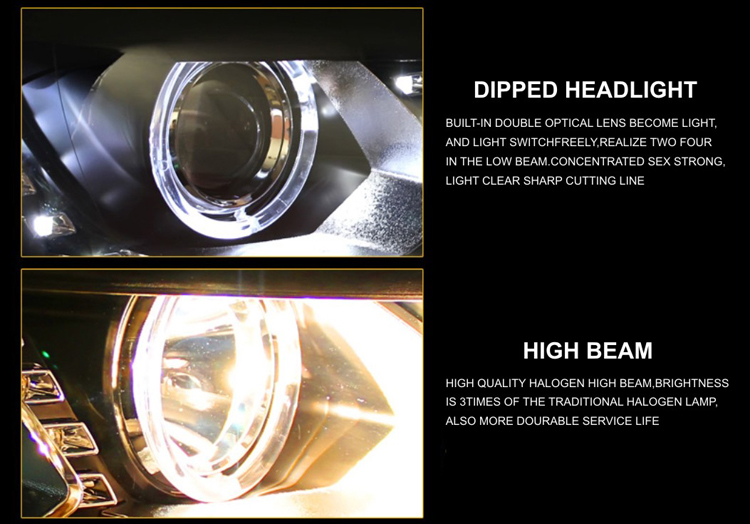 DIPPED HEADLIGHT
BUILT-IN DOUBLE OPTICAL LENS BECOME LIGHT,
AND LIGHT SWITCHFREELY,REALIZE TWO FOUR
IN THE LOW BEAM.CONCENTRATED SEX STRONG,
LIGHT CLEAR SHARP CUTTING LINE
HIGH BEAM
HIGH QUALITY HALOGEN HIGH BEAM,BRIGHTNESS
IS 3TIMES OF THE TRADITIONAL HALOGEN LAMP,
ALSO MORE DOURABLE SERVICE LIFE